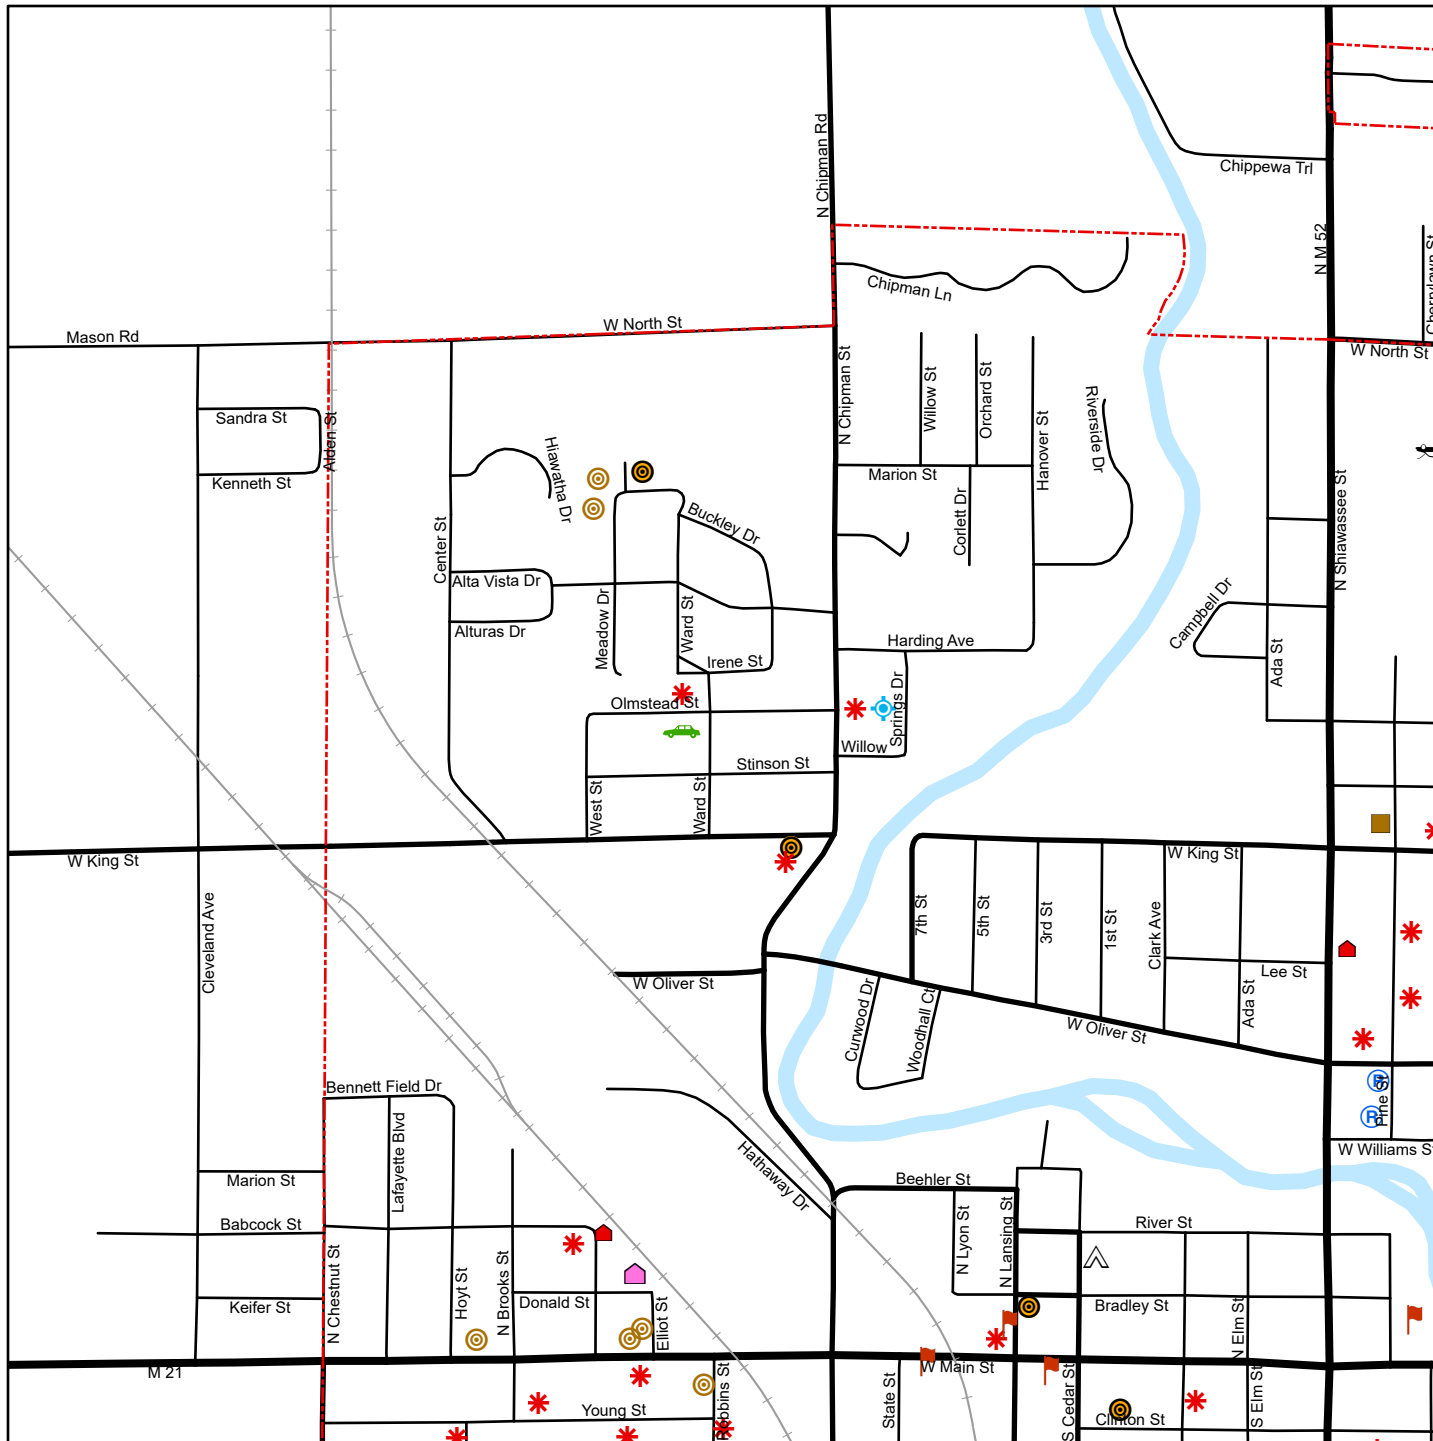 N Chipman Rd
Chippewa Trl
N M 52
Cherrylawn St
Chipman Ln
W North St
Mason Rd
W North St
N Chipman St
Willow St
Orchard St
Hanover St
Riverside Dr
Sandra St
Alden St
Kenneth St
Hiawatha Dr
Marion St
N Shiawassee St
Center St
Buckley Dr
Corlett Dr
Alta Vista Dr
Meadow Dr
Ward St
Alturas Dr
Campbell Dr
Harding Ave
Irene St
Ada St
Olmstead St
Springs Dr
Willow
Stinson St
West St
Ward St
W King St
W King St
Cleveland Ave
7th St
5th St
3rd St
1st St
Clark Ave
Lee St
W Oliver St
Ada St
Curwood Dr
Woodhall Ct
W Oliver St
Bennett Field Dr
R
Pine St
R
Lafayette Blvd
Hathaway Dr
W Williams St
Marion St
Beehler St
Babcock St
N Lyon St
N Lansing St
River St
N Chestnut St
Hoyt St
N Brooks St
Keifer St
Donald St
Elliot St
Bradley St
N Elm St
M 21
W Main St
Robbins St
State St
S Cedar St
S Elm St
Young St
Clinton St